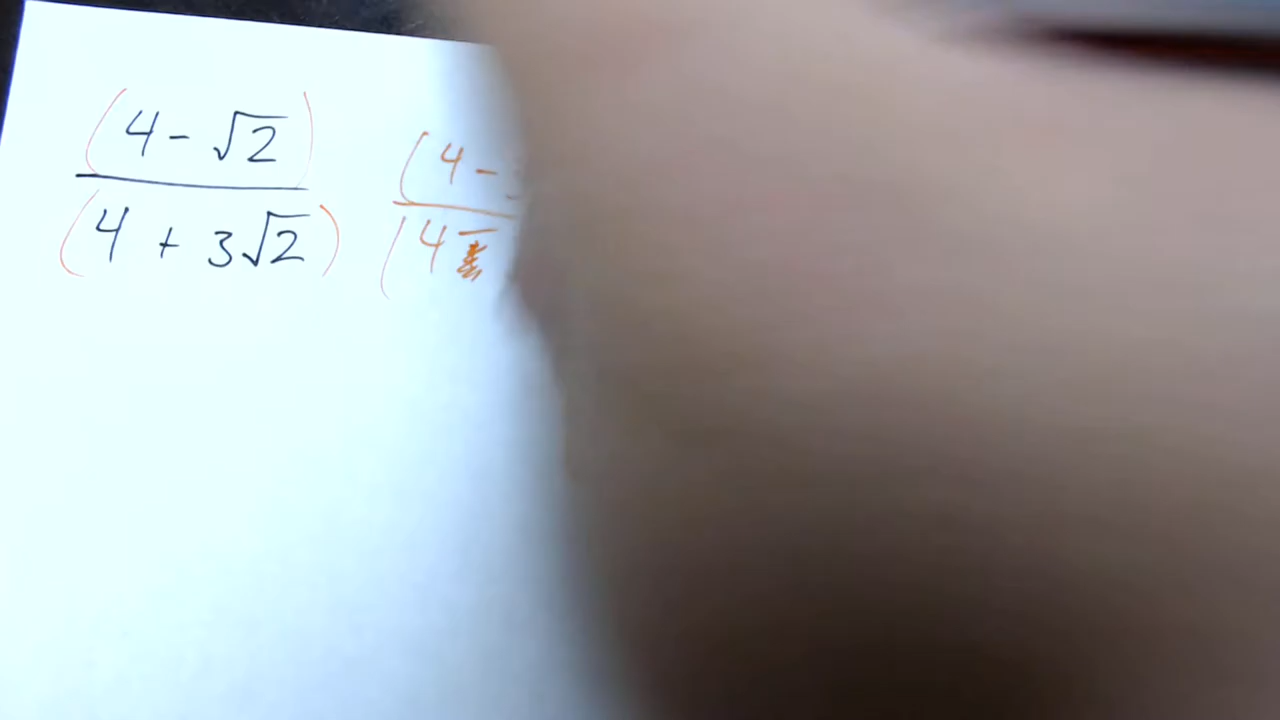 (4 - √2) (4 -
(4 + 3√2) (4 -